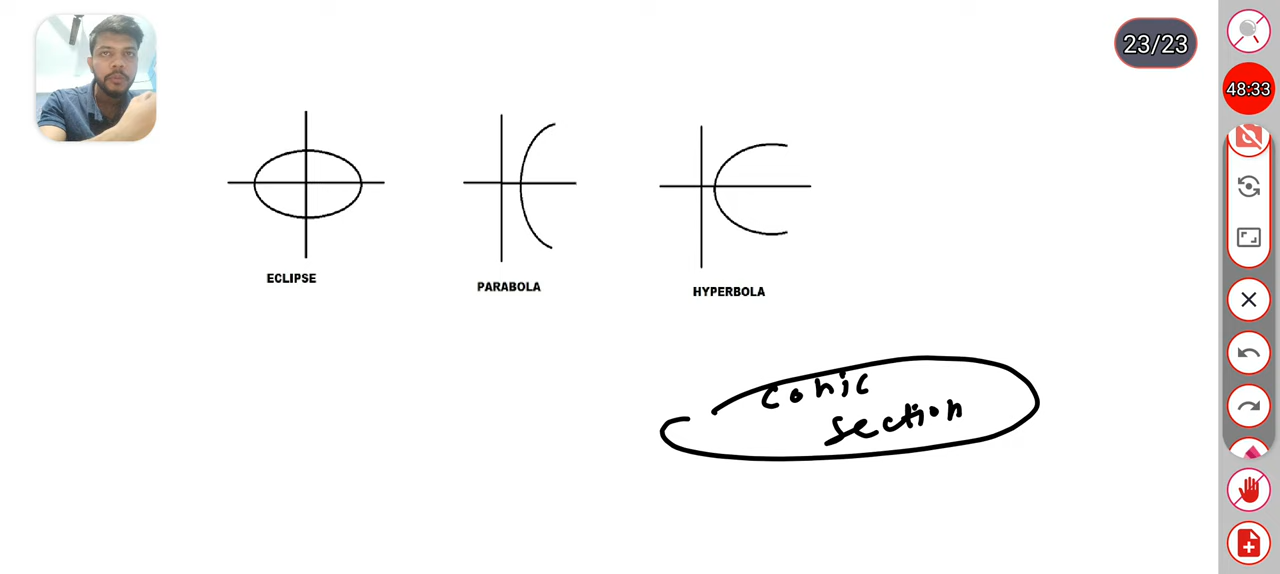 23/23
48:33
ECLIPSE
PARABOLA
HYPERBOLA
conic
section